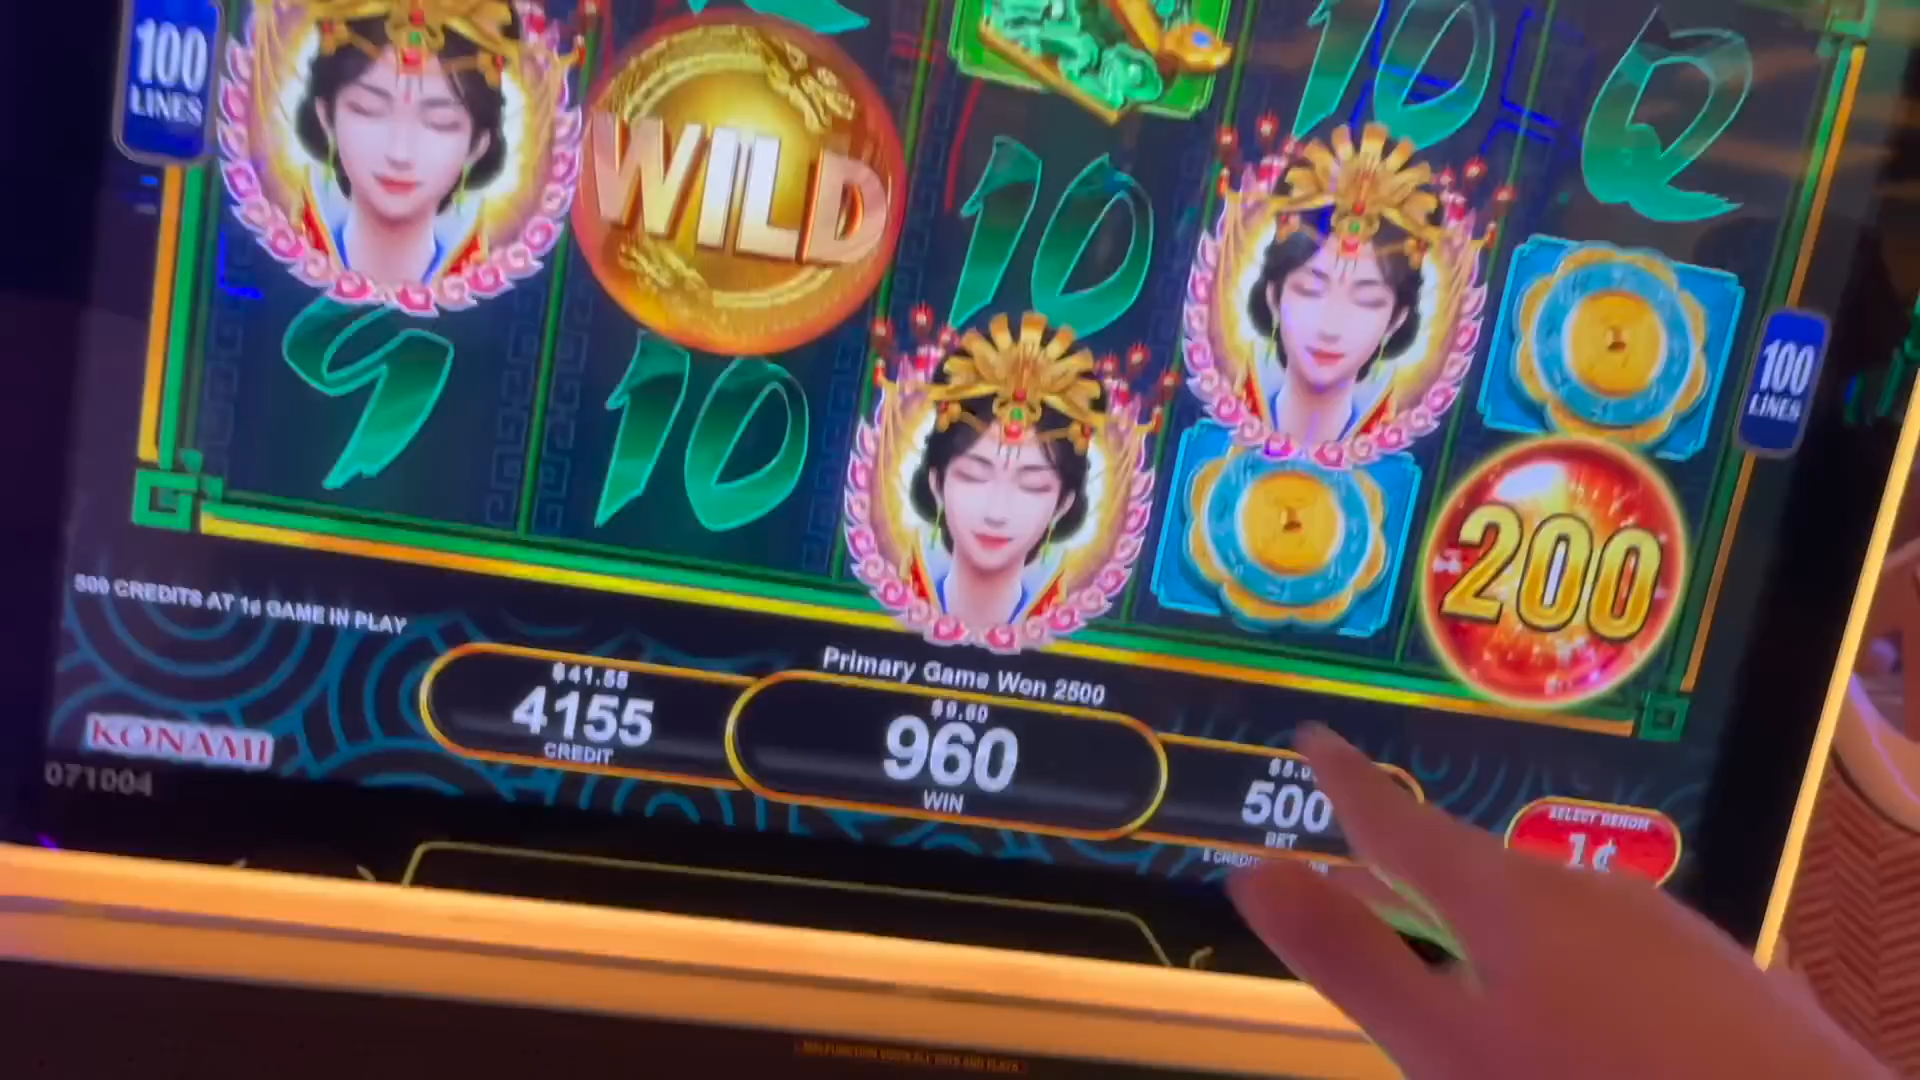 100
LINES
WILD
10
Q
10
9
10
100
LINES
200
500 CREDITS AT 1¢ GAME IN PLAY
Primary Game Won 2500
$41.55
4155
CREDIT
$9.60
960
WIN
500
BET
SELECT DENOM
1¢
KONAMI
071004